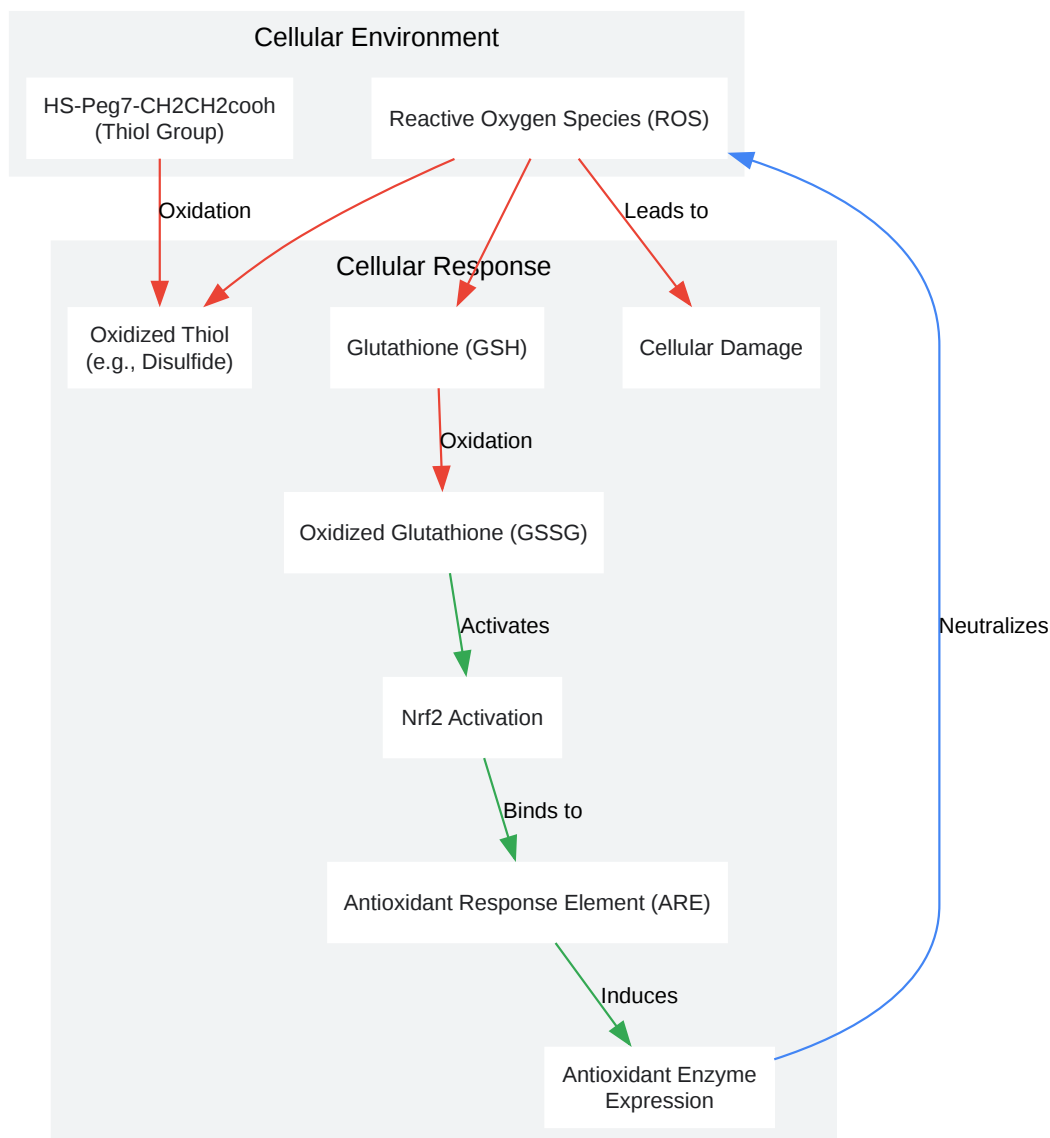 Cellular Environment
HS-Peg7-CH2CH2cooh
(Thiol Group)
Reactive Oxygen Species (ROS)
Oxidation
Leads to
Cellular Response
Oxidized Thiol
(e.g., Disulfide)
Glutathione (GSH)
Cellular Damage
Oxidation
Oxidized Glutathione (GSSG)
Activates
Neutralizes
Nrf2 Activation
Binds to
Antioxidant Response Element (ARE)
Induces
Antioxidant Enzyme
Expression